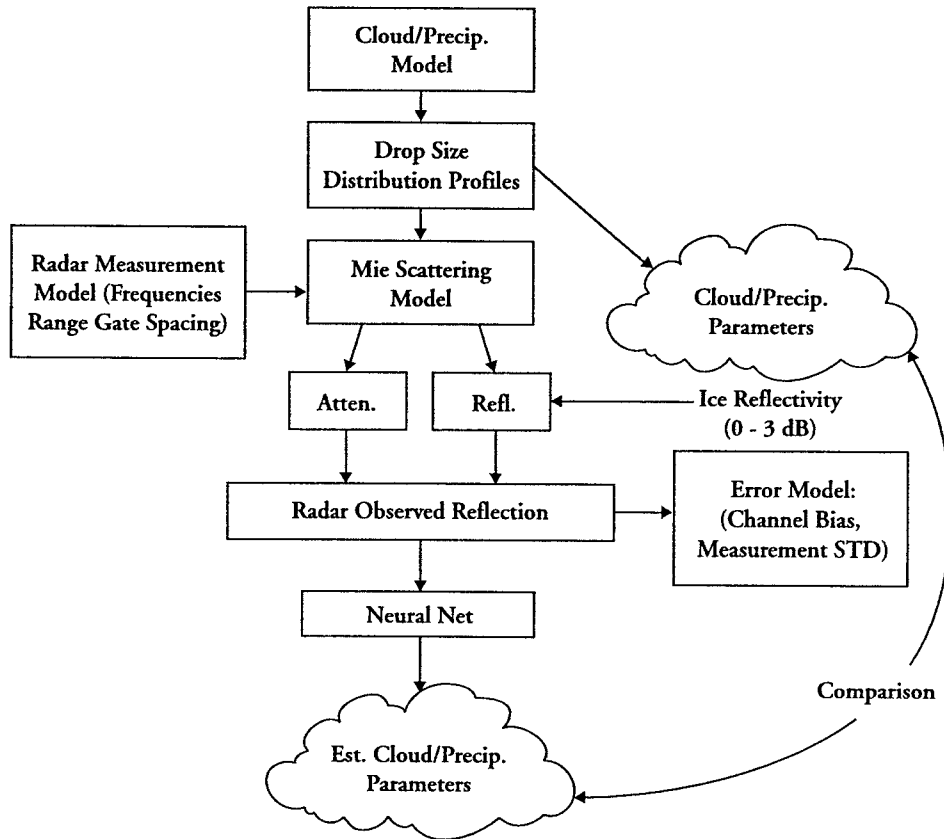 Cloud/Precip.
Model
Drop Size
Distribution Profiles
Radar Measurement
Model (Frequencies
Range Gate Spacing)
Mie Scattering
Model
Cloud/Precip.
Parameters
Atten.
Refl.
Ice Reflectivity
(0 - 3 dB)
Radar Observed Reflection
Error Model:
(Channel Bias,
Measurement STD)
Neural Net
Comparison
Est. Cloud/Precip.
Parameters